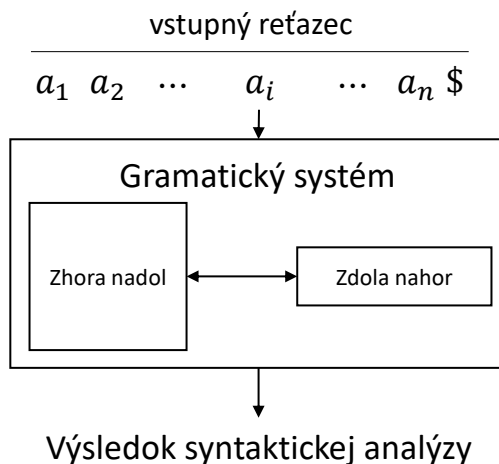 vstupný reťazec
a₁ a₂ ⋯ aᵢ ⋯ aₙ $
Gramatický systém
Zhora nadol
Zdola nahor
Výsledok syntaktickej analýzy